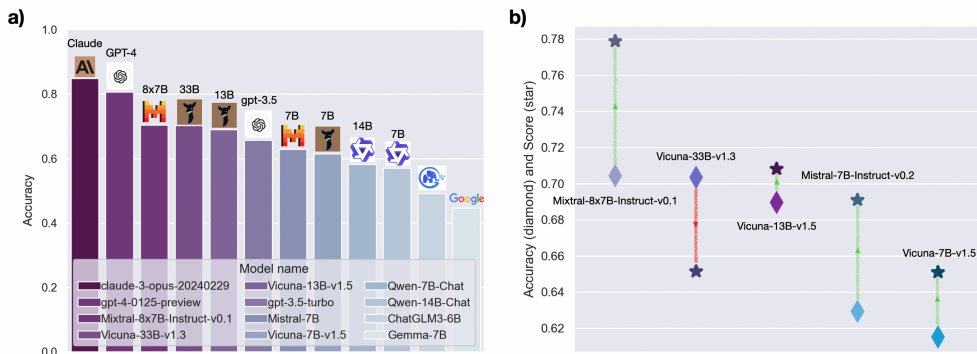 a)
Accuracy
1.0
0.8
0.6
0.4
0.2
0.0
Claude
GPT-4
8x7B
33B
13B
gpt-3.5
7B
7B
14B
7B
Google
Model name
claude-3-opus-20240229
gpt-4-0125-preview
Mixtral-8x7B-Instruct-v0.1
Vicuna-33B-v1.3
Vicuna-13B-v1.5
gpt-3.5-turbo
Mistral-7B
Vicuna-7B-v1.5
Qwen-7B-Chat
Qwen-14B-Chat
ChatGLM3-6B
Gemma-7B
b)
Accuracy (diamond) and Score (star)
0.78
0.76
0.74
0.72
0.70
0.68
0.66
0.64
0.62
Mixtral-8x7B-Instruct-v0.1
Vicuna-33B-v1.3
Vicuna-13B-v1.5
Mistral-7B-Instruct-v0.2
Vicuna-7B-v1.5